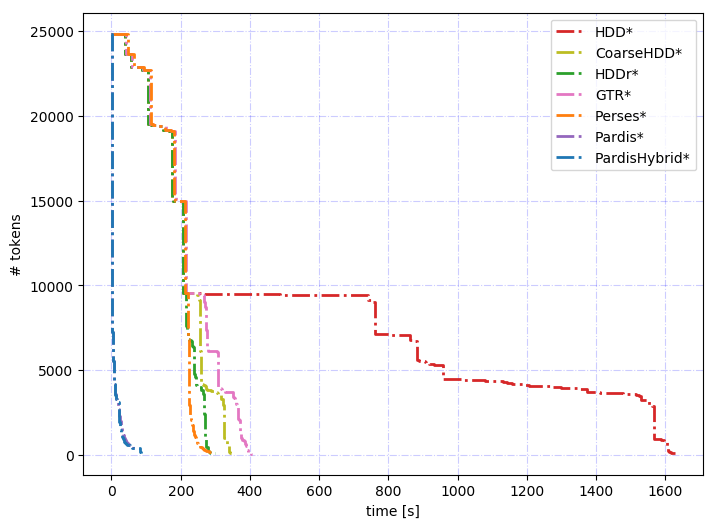 25000
20000
15000
10000
5000
0
# tokens
0 200 400 600 800 1000 1200 1400 1600
time [s]
HDD*
CoarseHDD*
HDDr*
GTR*
Perses*
Pardis*
PardisHybrid*